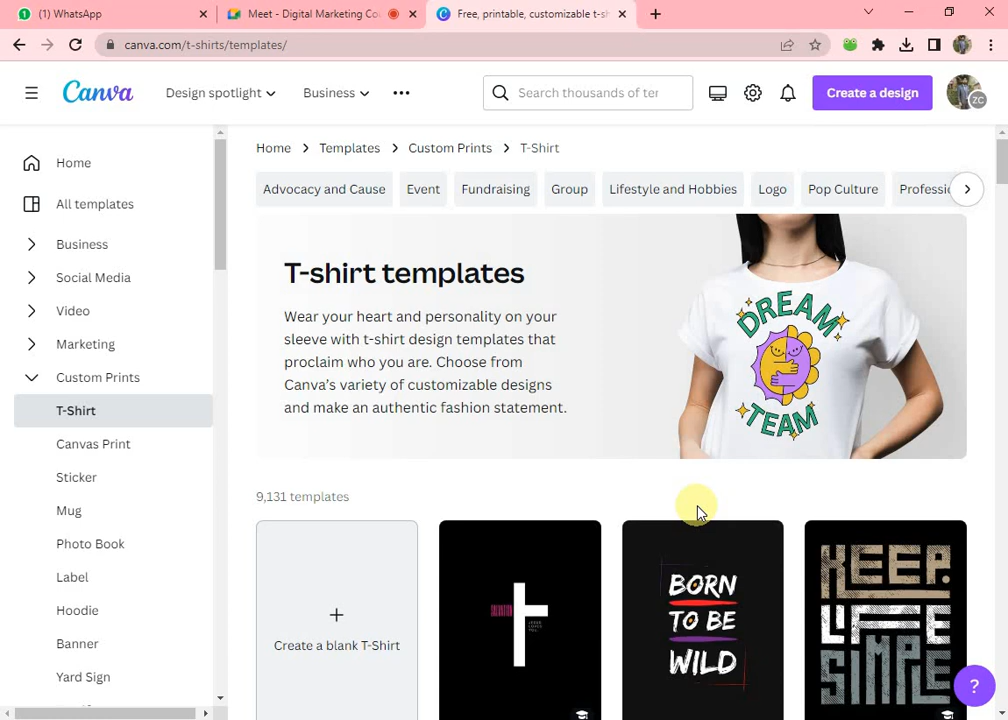 (1) WhatsApp
Meet - Digital Marketing Co
Free, printable, customizable t-sh
canva.com/t-shirts/templates/
Canva
Design spotlight
Business
Search thousands of ter
Create a design
ZC
Home
All templates
Business
Social Media
Video
Marketing
Custom Prints
T-Shirt
Canvas Print
Sticker
Mug
Photo Book
Label
Hoodie
Banner
Yard Sign
Home > Templates > Custom Prints > T-Shirt
Advocacy and Cause
Event
Fundraising
Group
Lifestyle and Hobbies
Logo
Pop Culture
Professi
T-shirt templates
Wear your heart and personality on your
sleeve with t-shirt design templates that
proclaim who you are. Choose from
Canva's variety of customizable designs
and make an authentic fashion statement.
DREAM
TEAM
9,131 templates
Create a blank T-Shirt
SALVATION
JESUS
LOVES
YOU.
BORN
TO BE
WILD
KEEP.
LIFE
SIMPLE
?